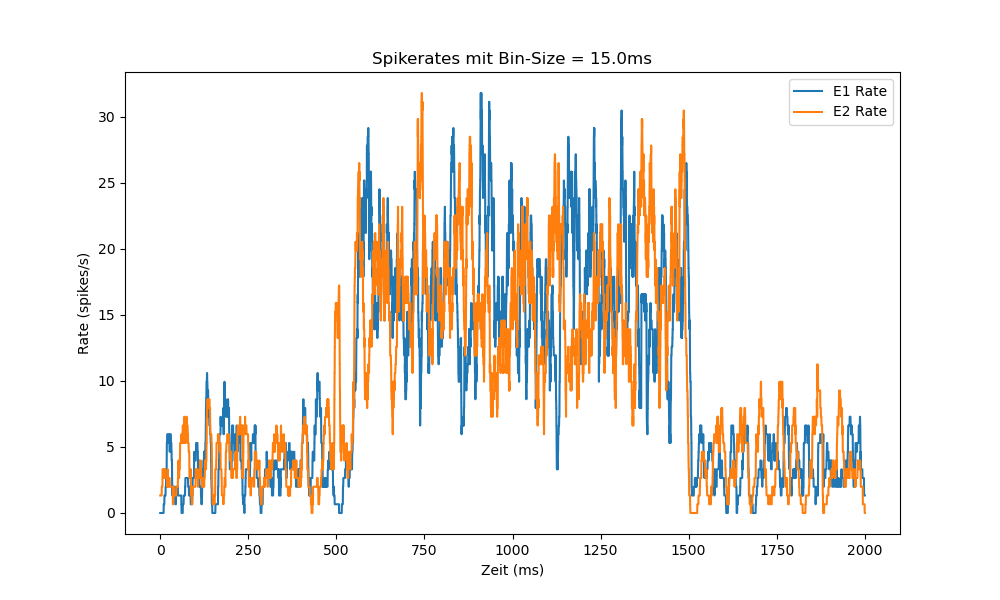 Spikerates mit Bin-Size = 15.0ms
E1 Rate
E2 Rate
Rate (spikes/s)
30
25
20
15
10
5
0
0 250 500 750 1000 1250 1500 1750 2000
Zeit (ms)